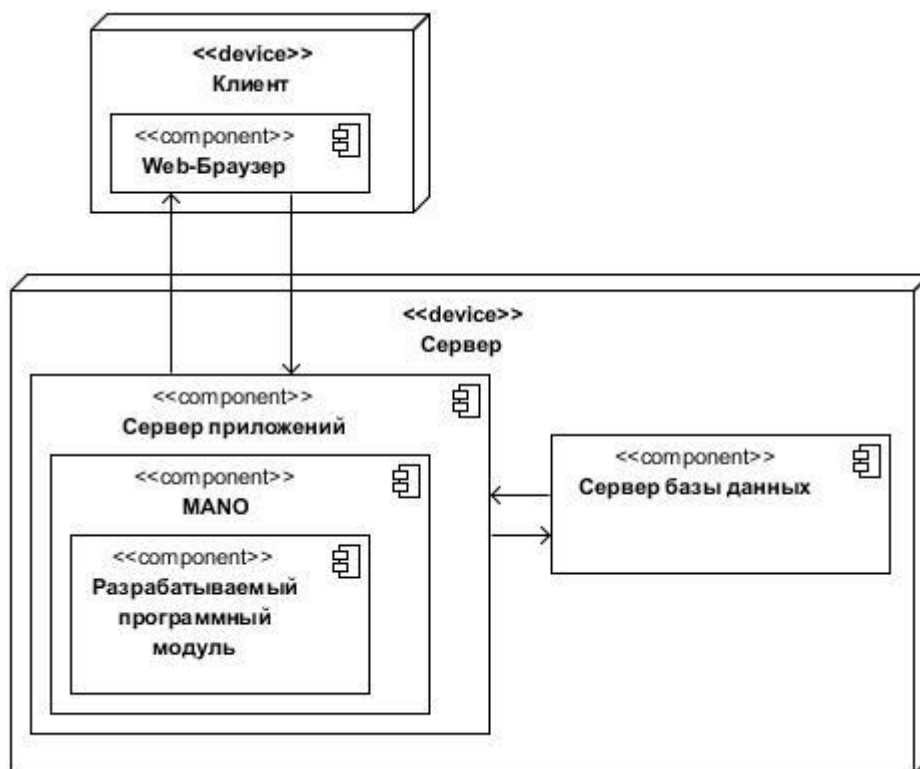 <<device>>
Клиент
<<component>>
Web-Браузер
<<device>>
Сервер
<<component>>
Сервер приложений
<<component>>
MANO
<<component>>
Разрабатываемый
программный
модуль
<<component>>
Сервер базы данных